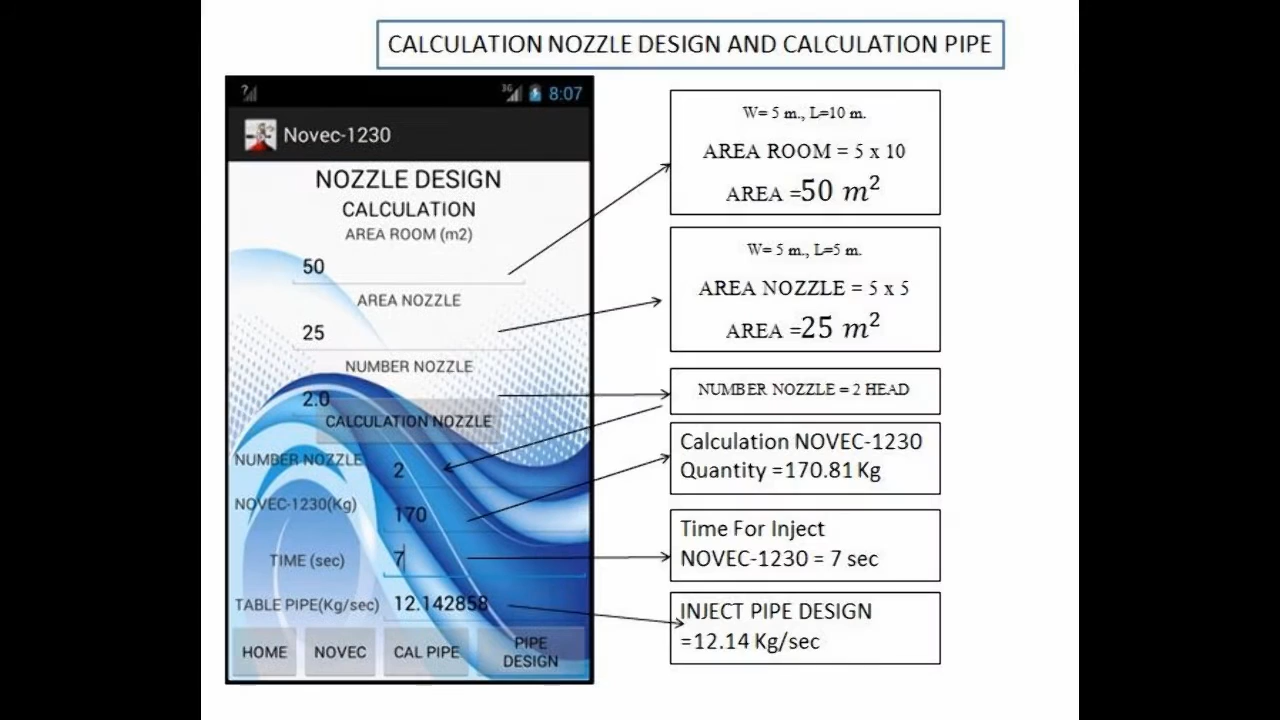 CALCULATION NOZZLE DESIGN AND CALCULATION PIPE
? 3G 8:07
Novec-1230
NOZZLE DESIGN
CALCULATION
AREA ROOM (m2)
50
AREA NOZZLE
25
NUMBER NOZZLE
2.0
CALCULATION NOZZLE
NUMBER NOZZLE 2
NOVEC-1230(Kg) 170
TIME (sec) 7
TABLE PIPE(Kg/sec) 12.142858
HOME NOVEC CAL PIPE PIPE
DESIGN
W= 5 m., L=10 m.
AREA ROOM = 5 x 10
AREA =50 m²
W= 5 m., L=5 m.
AREA NOZZLE = 5 x 5
AREA =25 m²
NUMBER NOZZLE = 2 HEAD
Calculation NOVEC-1230
Quantity =170.81 Kg
Time For Inject
NOVEC-1230 = 7 sec
INJECT PIPE DESIGN
=12.14 Kg/sec